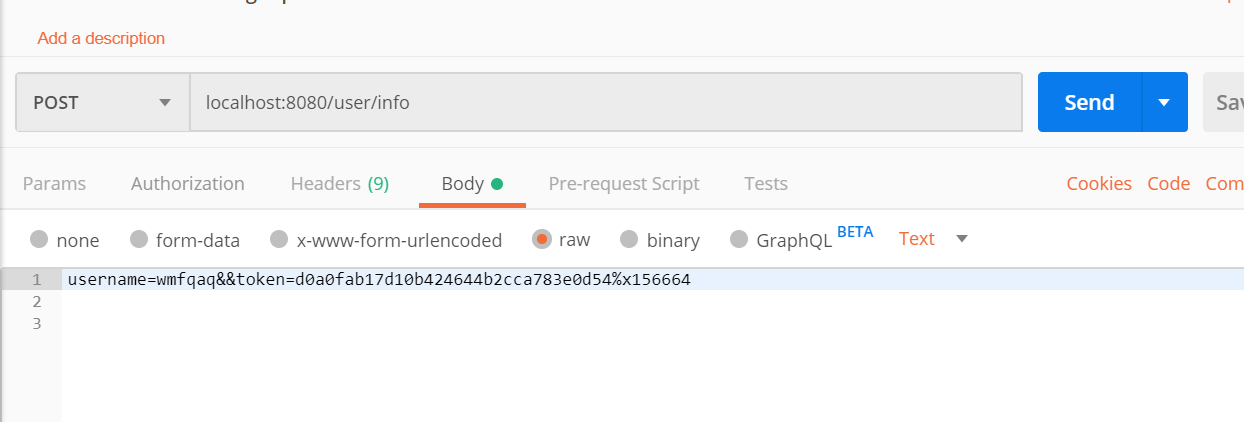 Add a description
POST localhost:8080/user/info Send
Params Authorization Headers (9) Body Pre-request Script Tests Cookies Code
none form-data x-www-form-urlencoded raw binary GraphQL BETA Text
1 username=wmfqaq&&token=d0a0fab17d10b424644b2cca783e0d54%x156664
2
3